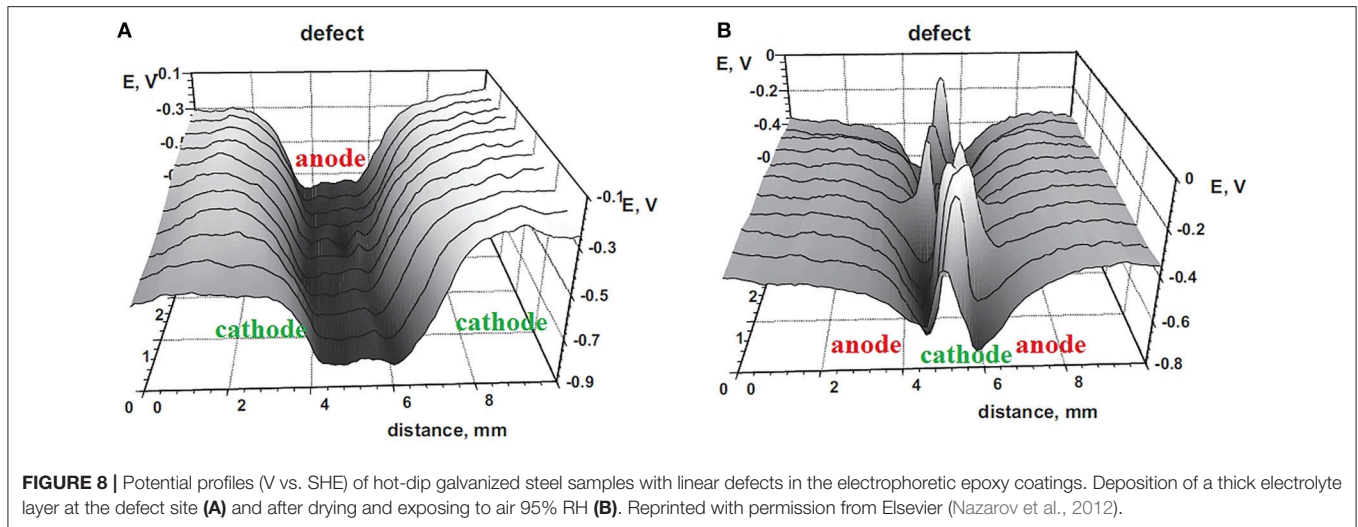 A
defect
E, V
-0.1
-0.3
-0.
-0.
anode
-0.1
E, V
-0.3
-0.5
-0.7
-0.9
cathode
cathode
2
1
0
0
2
4
6
8
distance, mm
B
defect
E, V
0
-0.2
-0.4
-0.
0
E, V
-0.2
-0.4
-0.6
-0.8
2
1
0
anode
cathode
anode
0
2
4
6
8
distance, mm
FIGURE 8 | Potential profiles (V vs. SHE) of hot-dip galvanized steel samples with linear defects in the electrophoretic epoxy coatings. Deposition of a thick electrolyte
layer at the defect site (A) and after drying and exposing to air 95% RH (B). Reprinted with permission from Elsevier (Nazarov et al., 2012).